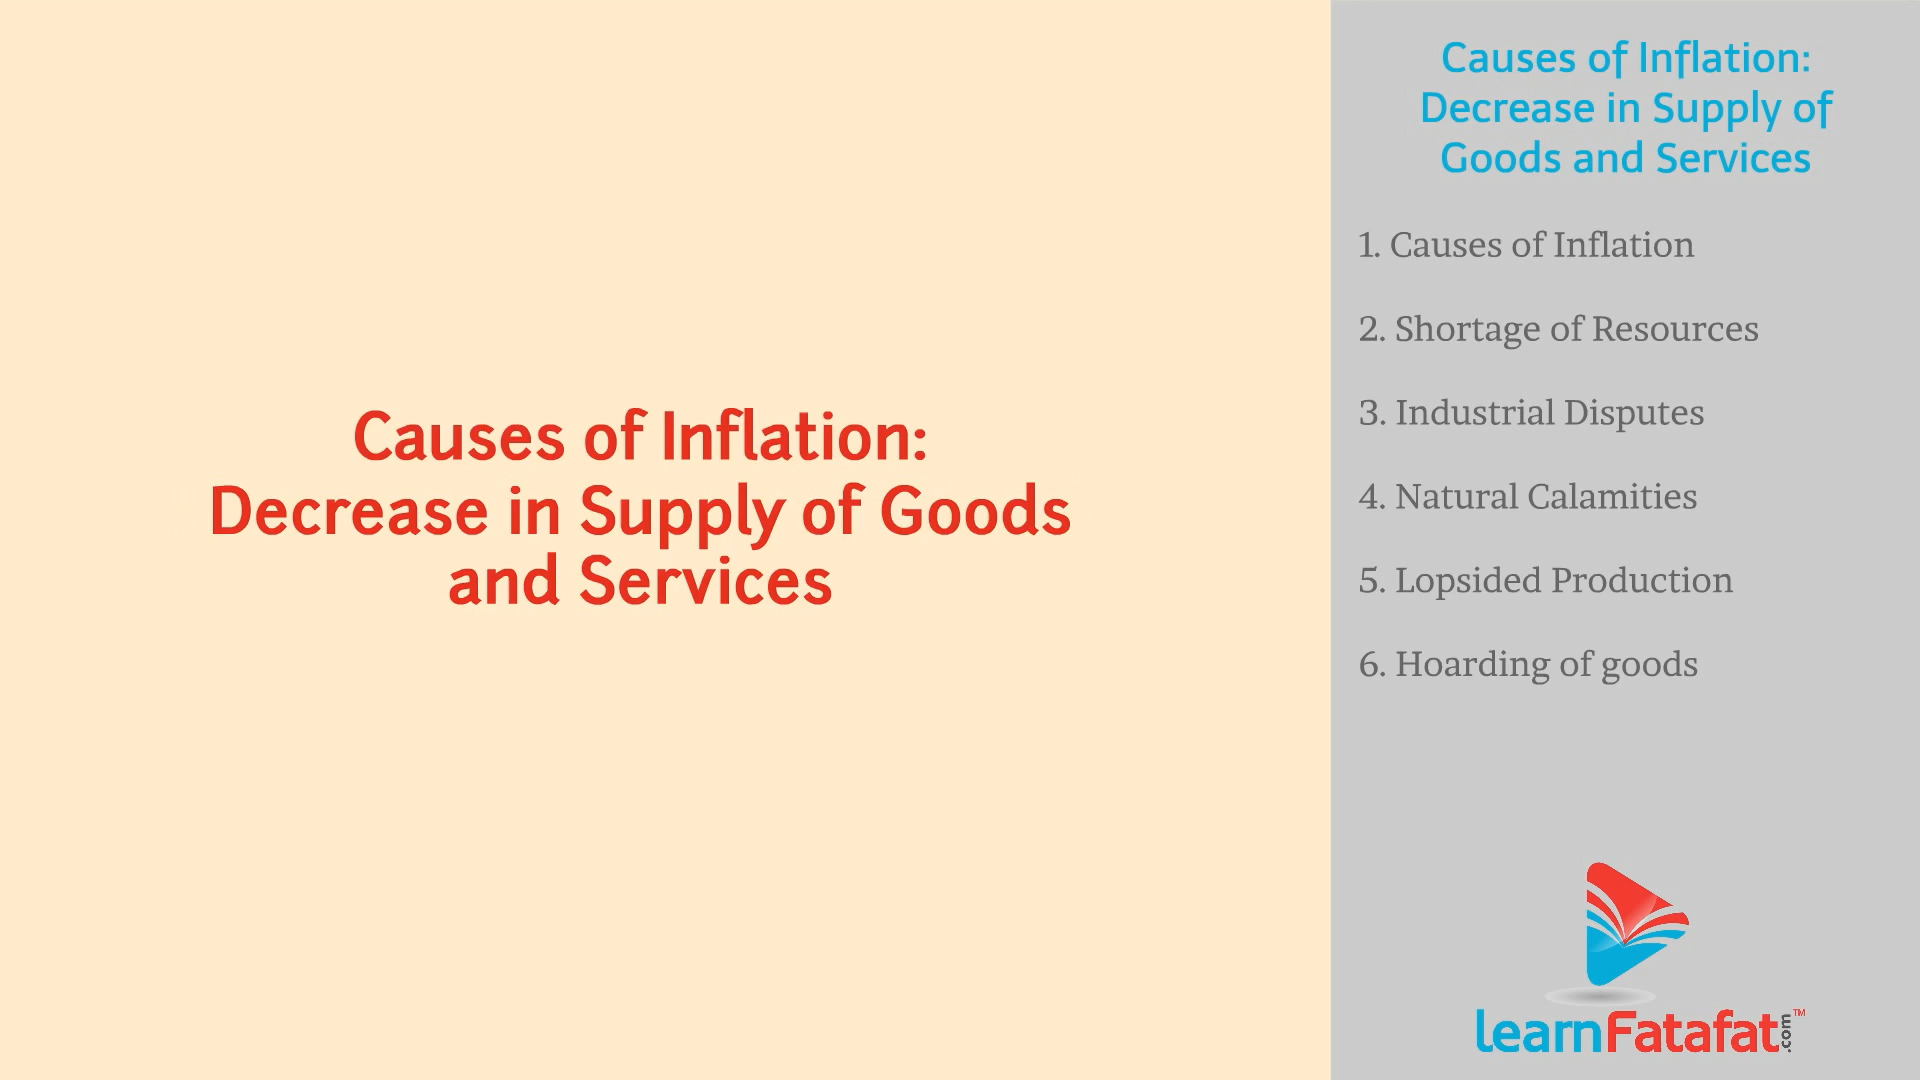 Causes of Inflation:
Decrease in Supply of Goods
and Services
Causes of Inflation:
Decrease in Supply of
Goods and Services
1. Causes of Inflation
2. Shortage of Resources
3. Industrial Disputes
4. Natural Calamities
5. Lopsided Production
6. Hoarding of goods
learnFatafat.com™